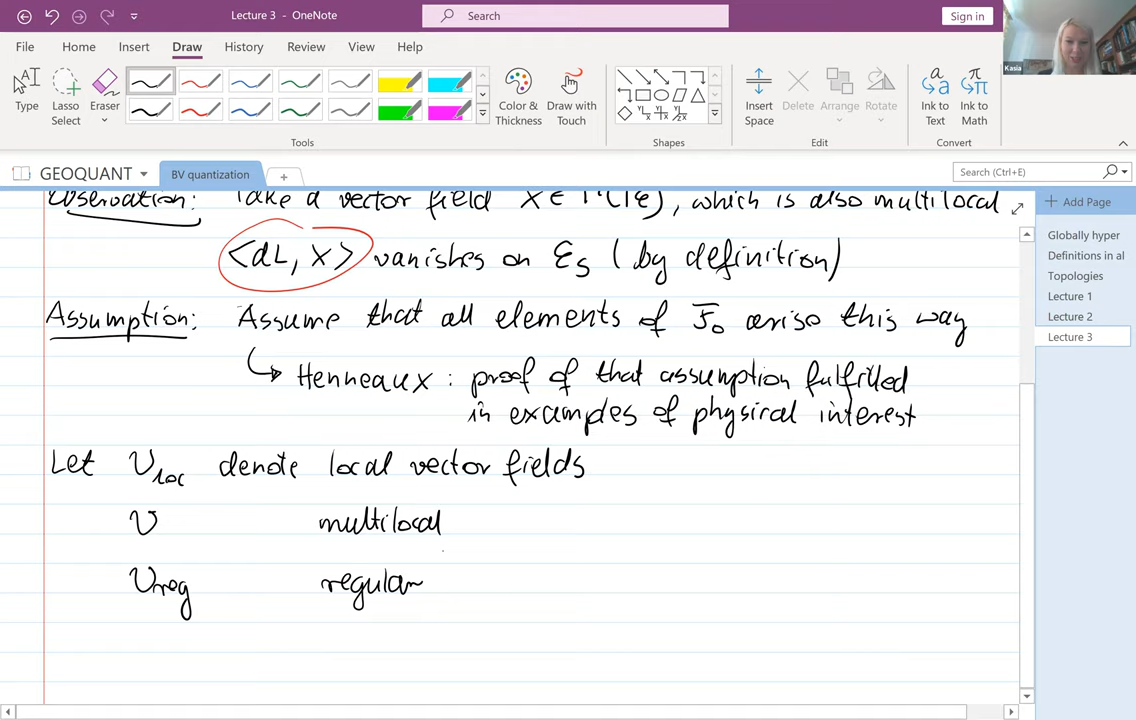 Lecture 3 - OneNote
Search
Sign in
Kasia
File Home Insert Draw History Review View Help
Type
Lasso Select
Eraser
Color & Thickness
Draw with Touch
Insert Space
Delete
Arrange
Rotate
Ink to Text
Ink to Math
Tools
Shapes
Edit
Convert
GEOQUANT
BV quantization
Search (Ctrl+E)
Add Page
Globally hyper
Definitions in al
Topologies
Lecture 1
Lecture 2
Lecture 3
Observation: Take a vector field X ∈ Γ(TE), which is also multilocal
<dL, X> vanishes on E_S (by definition)
Assumption: Assume that all elements of F_0 arise this way
↳ Henneaux: proof of that assumption fulfilled
in examples of physical interest
Let V_loc denote local vector fields
V multilocal
V_reg regular